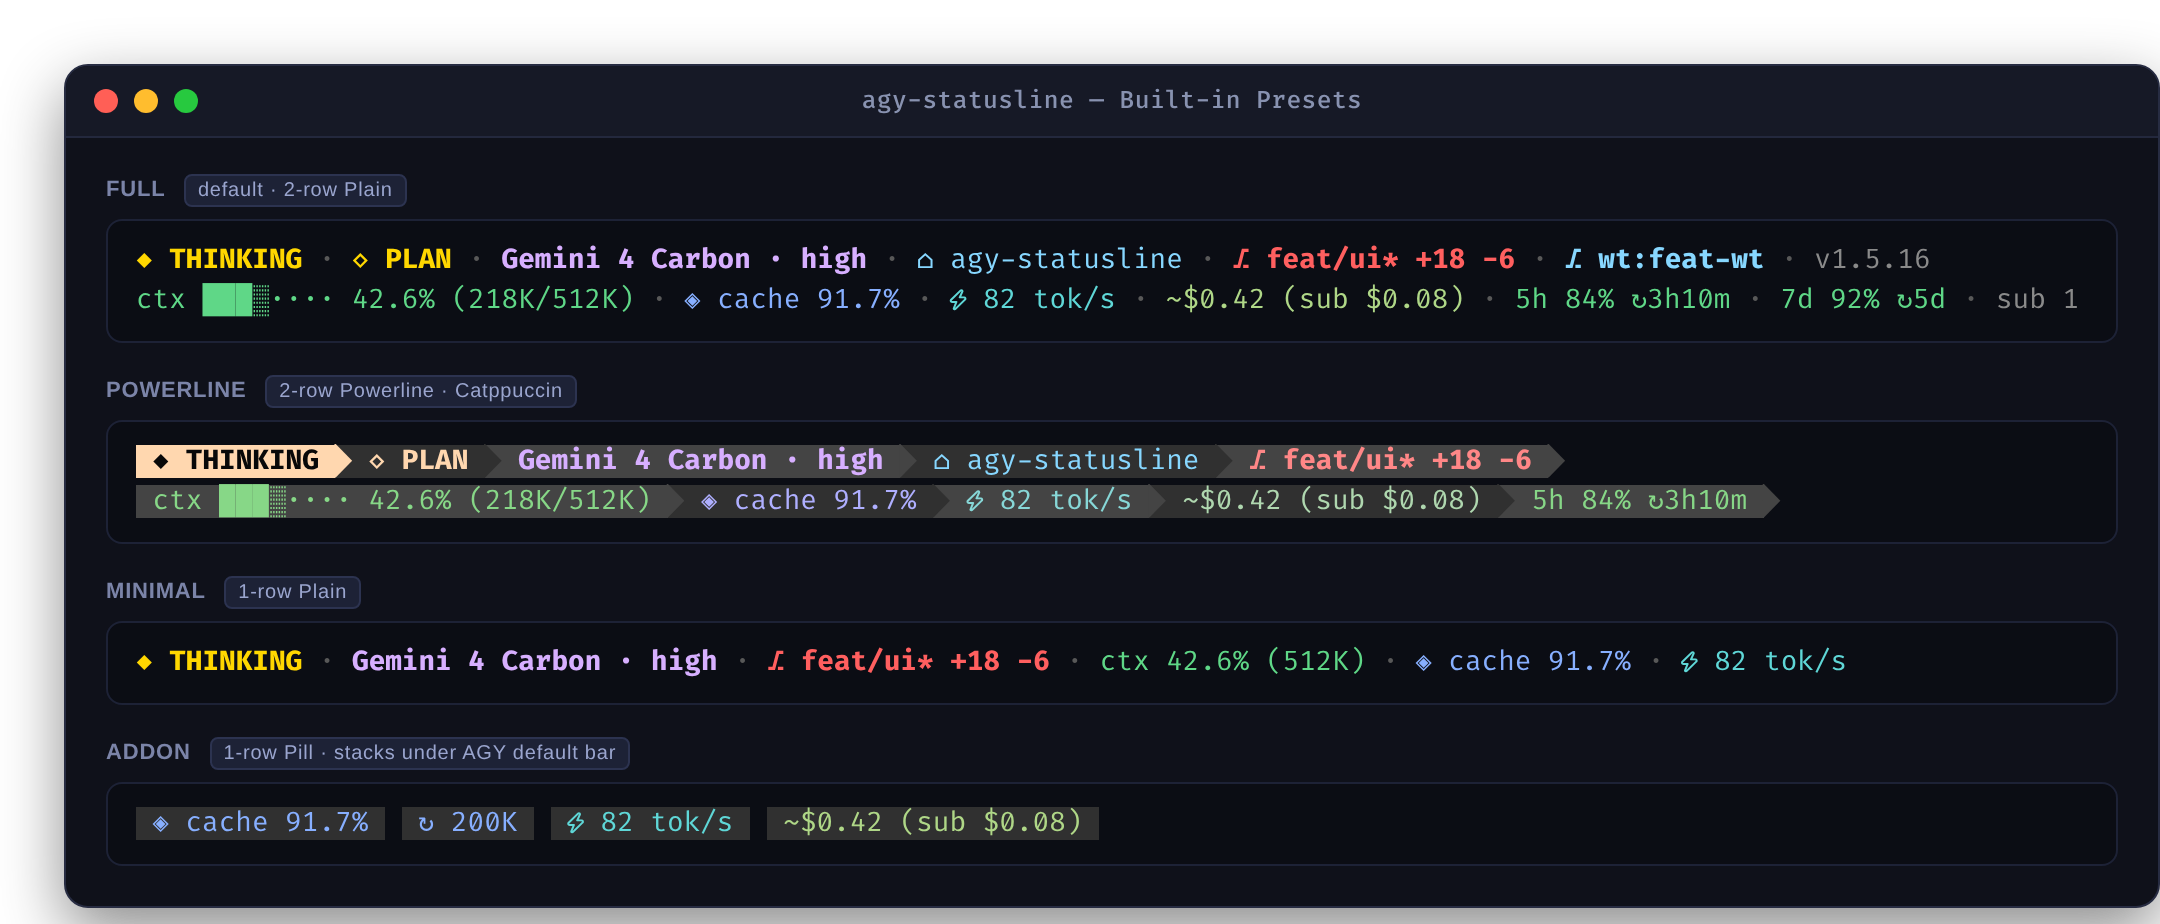 agy-statusline — Built-in Presets
FULL default · 2-row Plain
◆ THINKING · ◇ PLAN · Gemini 4 Carbon · high · ⌂ agy-statusline · ⎇ feat/ui* +18 -6 · ⎇ wt:feat-wt · v1.5.16
ctx ███▒···· 42.6% (218K/512K) · ◈ cache 91.7% · ⚡ 82 tok/s · ~$0.42 (sub $0.08) · 5h 84% ↻3h10m · 7d 92% ↻5d · sub 1
POWERLINE 2-row Powerline · Catppuccin
◆ THINKING ◇ PLAN Gemini 4 Carbon · high ⌂ agy-statusline ⎇ feat/ui* +18 -6
ctx ███▒···· 42.6% (218K/512K) ◈ cache 91.7% ⚡ 82 tok/s ~$0.42 (sub $0.08) 5h 84% ↻3h10m
MINIMAL 1-row Plain
◆ THINKING · Gemini 4 Carbon · high · ⎇ feat/ui* +18 -6 · ctx 42.6% (512K) · ◈ cache 91.7% · ⚡ 82 tok/s
ADDON 1-row Pill · stacks under AGY default bar
◈ cache 91.7% ↻ 200K ⚡ 82 tok/s ~$0.42 (sub $0.08)